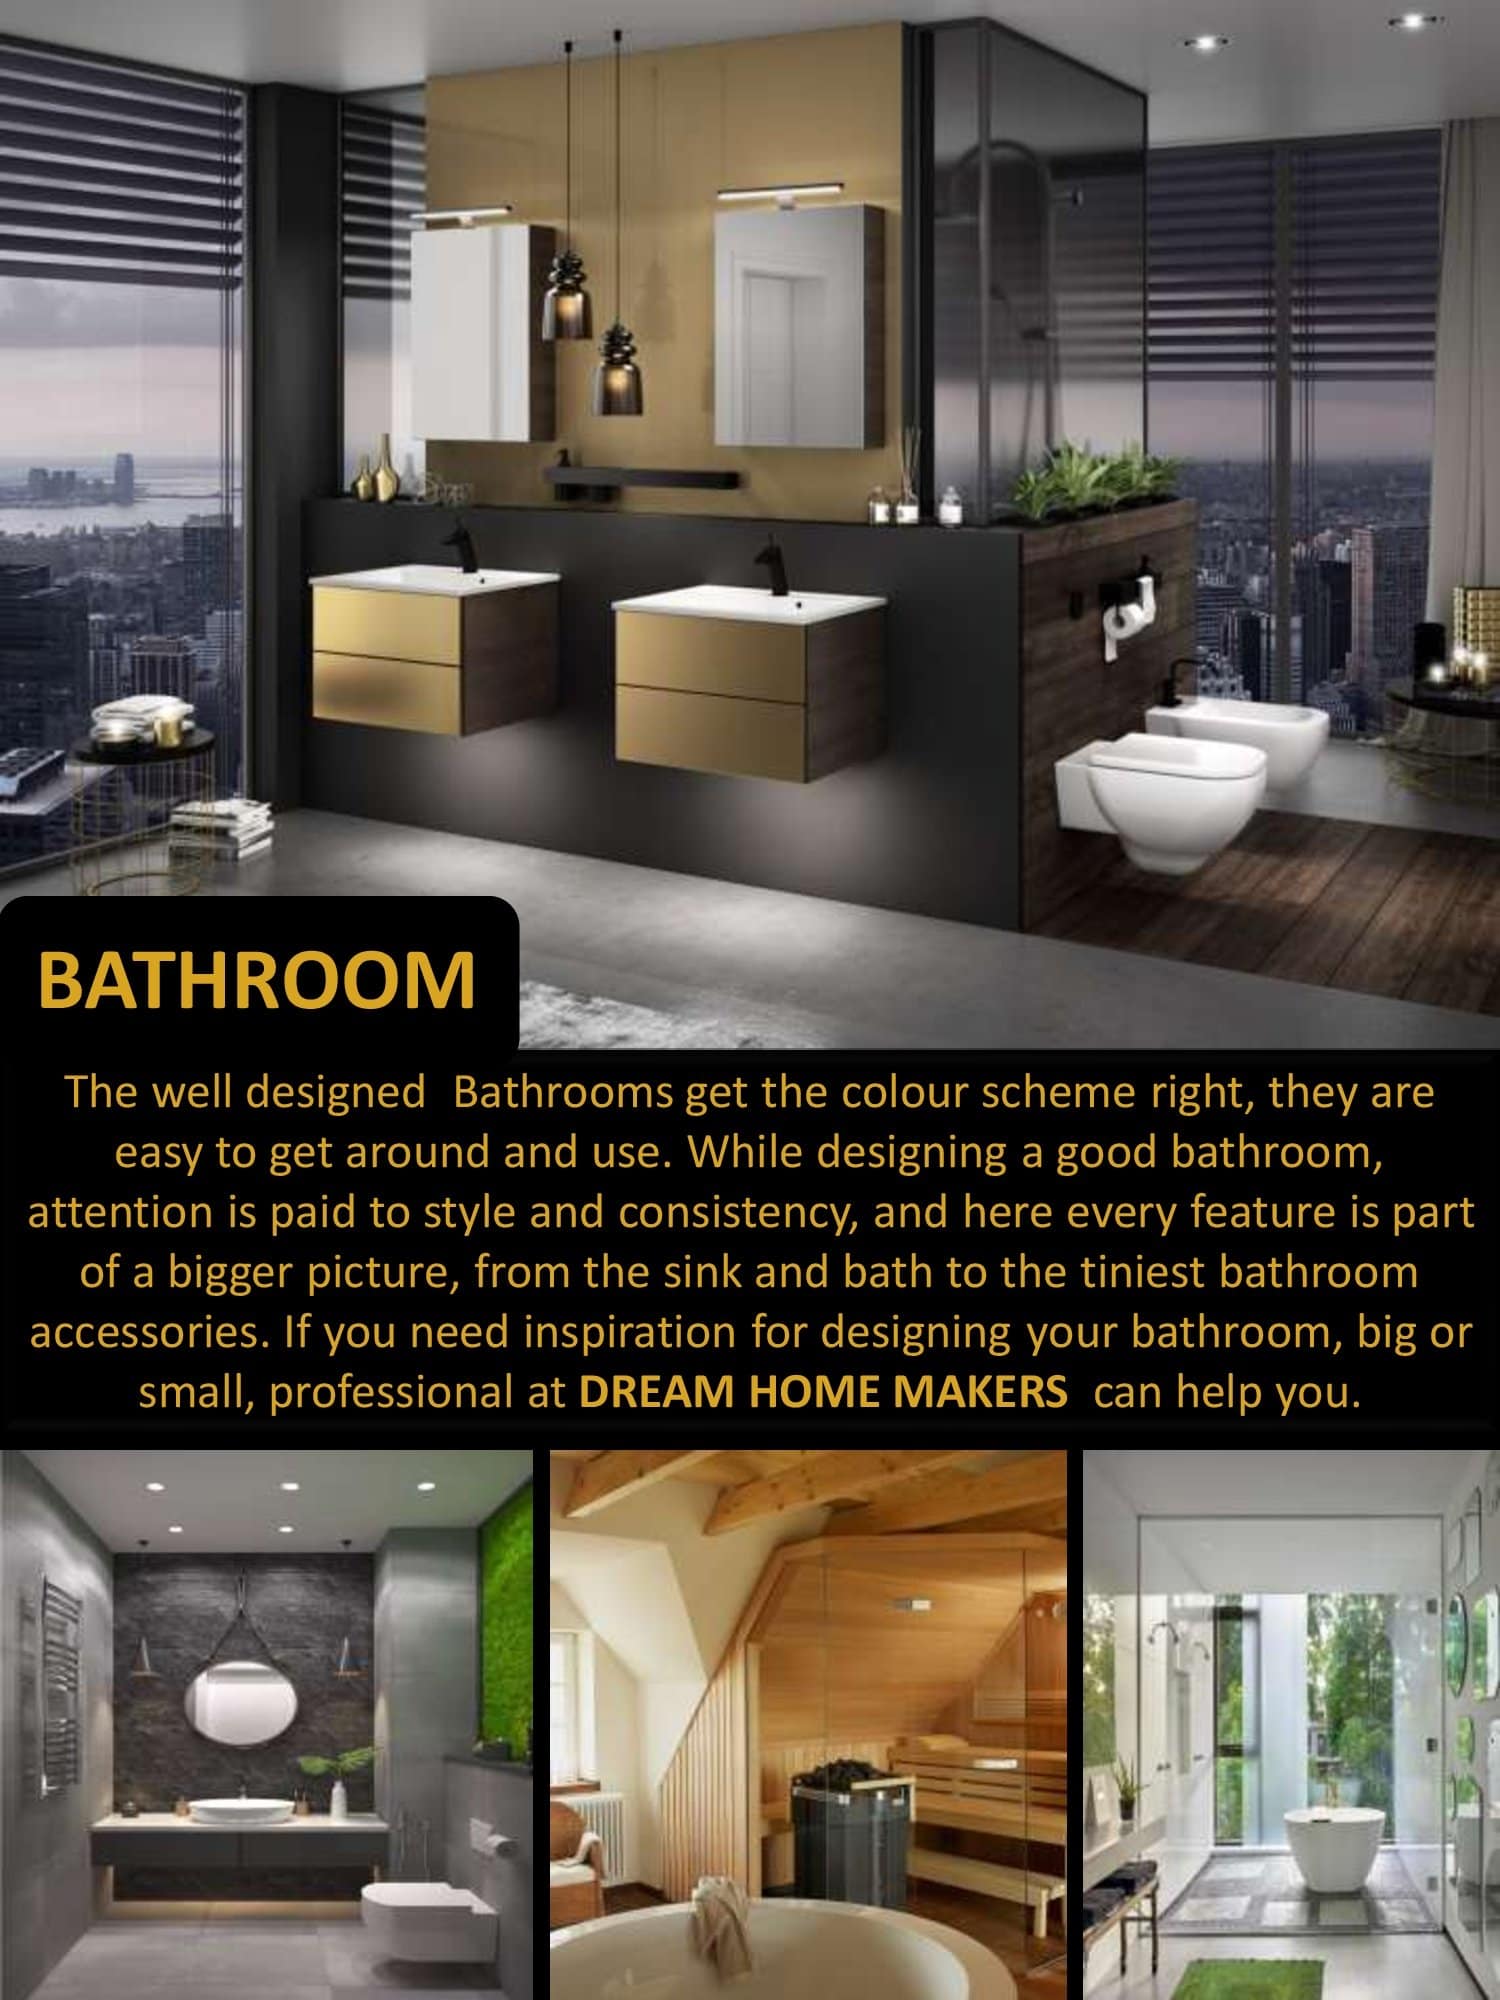 BATHROOM
The well designed  Bathrooms get the colour scheme right, they are
easy to get around and use. While designing a good bathroom,
attention is paid to style and consistency, and here every feature is part
of a bigger picture, from the sink and bath to the tiniest bathroom
accessories. If you need inspiration for designing your bathroom, big or
small, professional at DREAM HOME MAKERS  can help you.